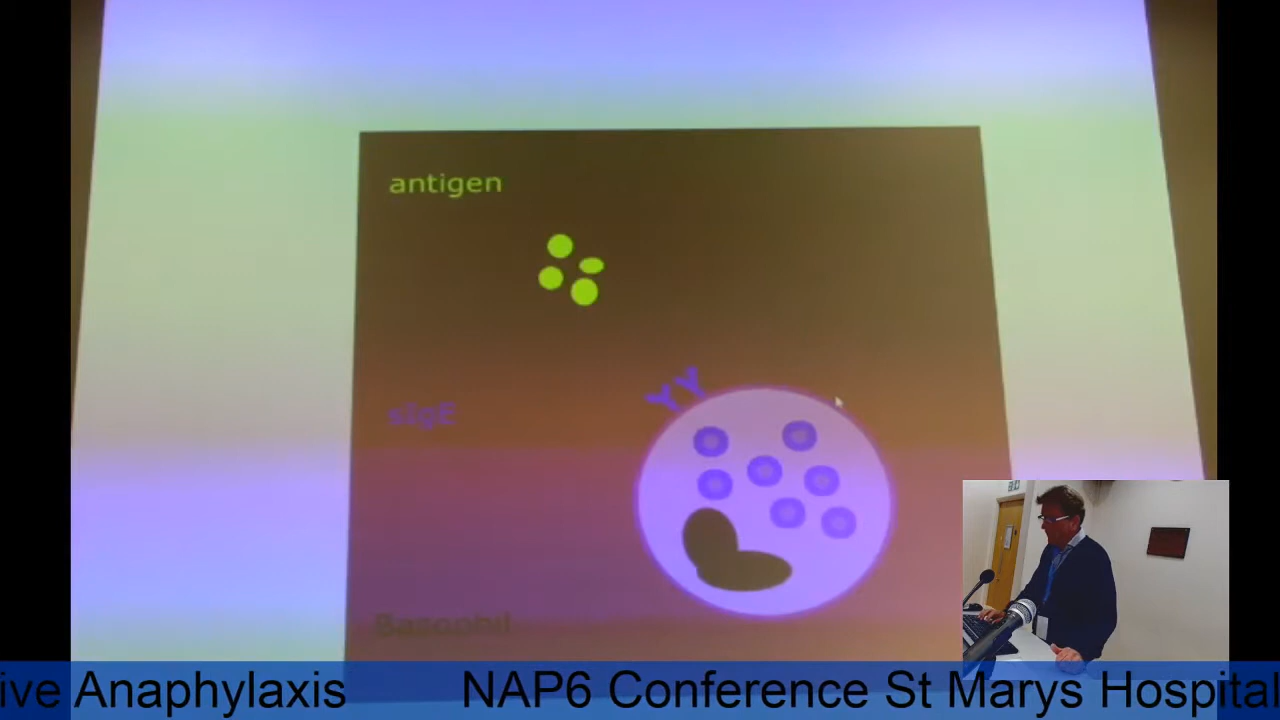 antigen
sIgE
Basophil
ive Anaphylaxis NAP6 Conference St Marys Hospital